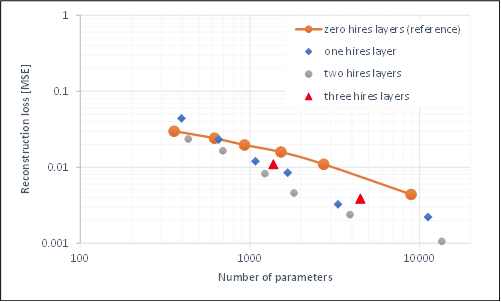 1
zero hires layers (reference)
one hires layer
two hires layers
three hires layers
0.1
0.01
0.001
100
1000
10000
Reconstruction loss [MSE]
Number of parameters